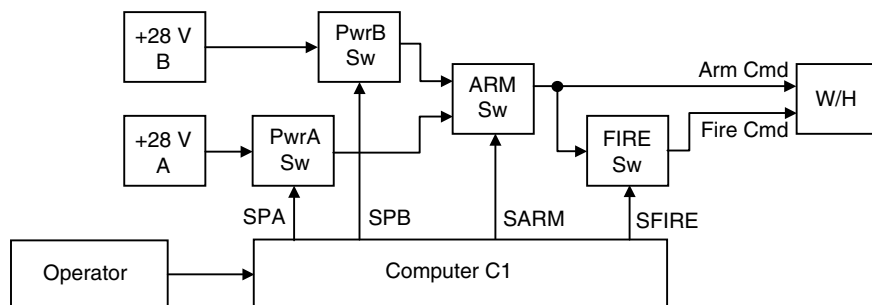 +28 V
B
PwrB
Sw
ARM
Sw
Arm Cmd
W/H
+28 V
A
PwrA
Sw
FIRE
Sw
Fire Cmd
SPA
SPB
SARM
SFIRE
Operator
Computer C1